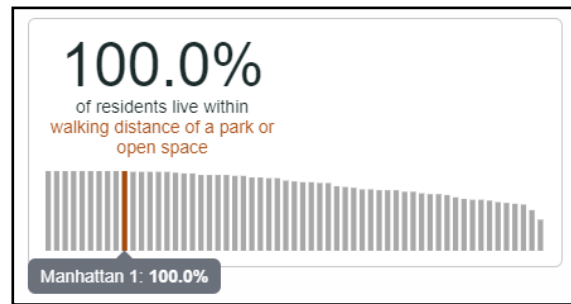 100.0%
of residents live within
walking distance of a park or
open space
Manhattan 1: 100.0%